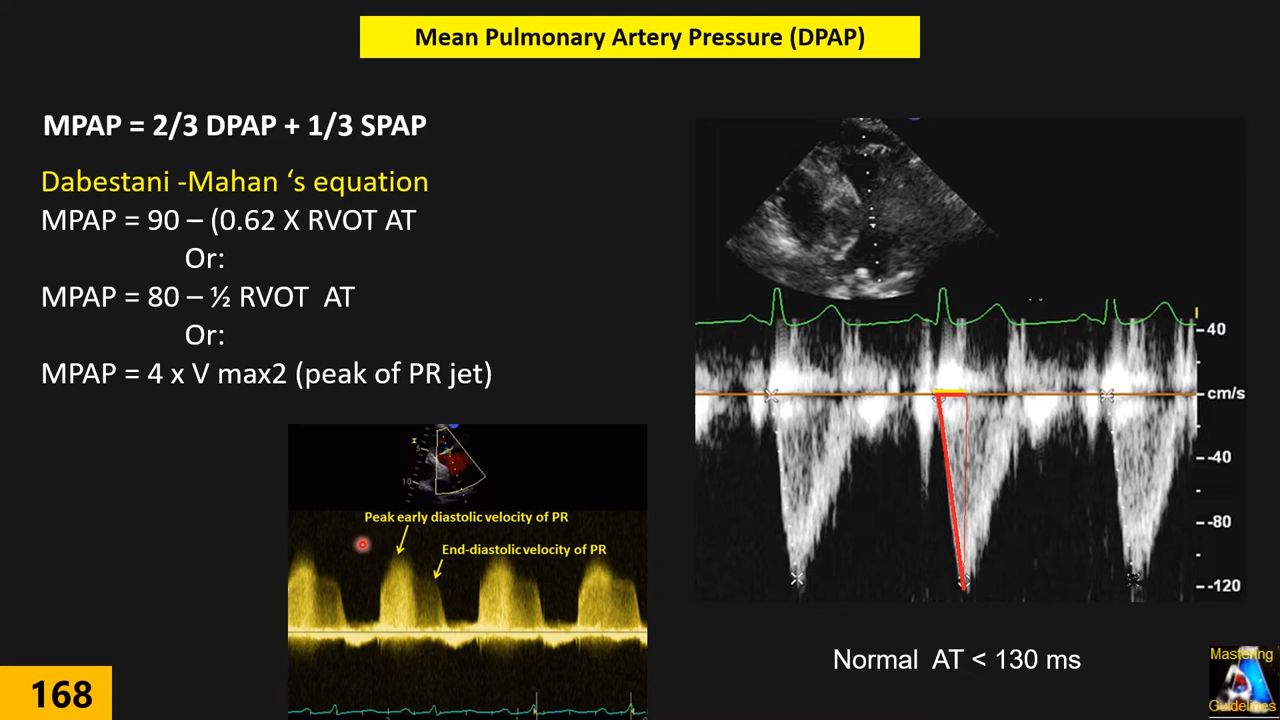 Mean Pulmonary Artery Pressure (DPAP)
MPAP = 2/3 DPAP + 1/3 SPAP
Dabestani -Mahan ‘s equation
MPAP = 90 – (0.62 X RVOT AT
Or:
MPAP = 80 – ½ RVOT AT
Or:
MPAP = 4 x V max2 (peak of PR jet)
5
10
Peak early diastolic velocity of PR
End-diastolic velocity of PR
40
cm/s
-40
-80
-120
Normal AT < 130 ms
168
Mastering
Guidelines